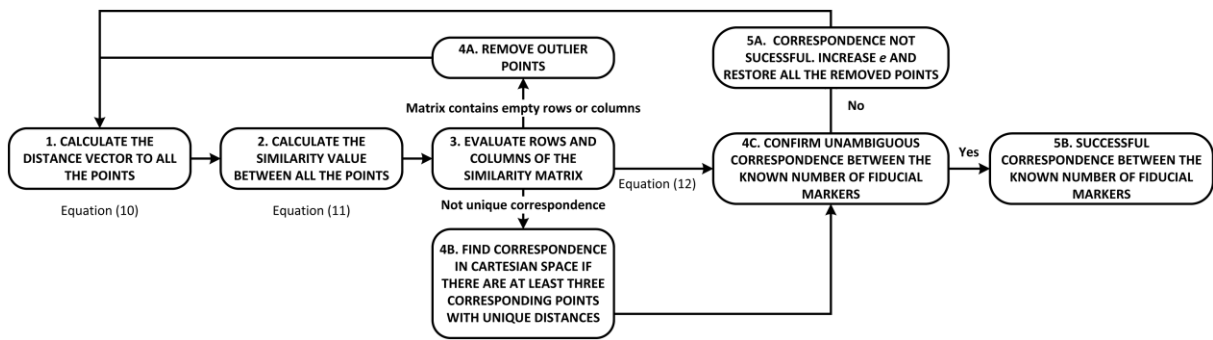 4A. REMOVE OUTLIER
POINTS
5A. CORRESPONDENCE NOT
SUCESSFUL. INCREASE e AND
RESTORE ALL THE REMOVED POINTS
Matrix contains empty rows or columns
No
1. CALCULATE THE
DISTANCE VECTOR TO ALL
THE POINTS
2. CALCULATE THE
SIMILARITY VALUE
BETWEEN ALL THE POINTS
3. EVALUATE ROWS AND
COLUMNS OF THE
SIMILARITY MATRIX
4C. CONFIRM UNAMBIGUOUS
CORRESPONDENCE BETWEEN THE
KNOWN NUMBER OF FIDUCIAL
MARKERS
Yes
5B. SUCCESSFUL
CORRESPONDENCE BETWEEN THE
KNOWN NUMBER OF FIDUCIAL
MARKERS
Equation (10)
Equation (11)
Equation (12)
Not unique correspondence
4B. FIND CORRESPONDENCE
IN CARTESIAN SPACE IF
THERE ARE AT LEAST THREE
CORRESPONDING POINTS
WITH UNIQUE DISTANCES